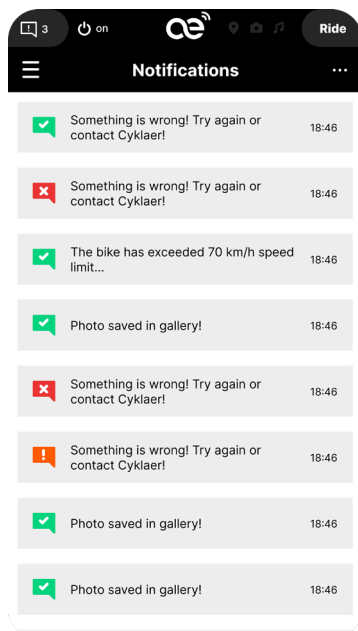 3 on Ride
Notifications
Something is wrong! Try again or
contact Cyklaer!
18:46
Something is wrong! Try again or
contact Cyklaer!
18:46
The bike has exceeded 70 km/h speed
limit...
18:46
Photo saved in gallery!
18:46
Something is wrong! Try again or
contact Cyklaer!
18:46
Something is wrong! Try again or
contact Cyklaer!
18:46
Photo saved in gallery!
18:46
Photo saved in gallery!
18:46